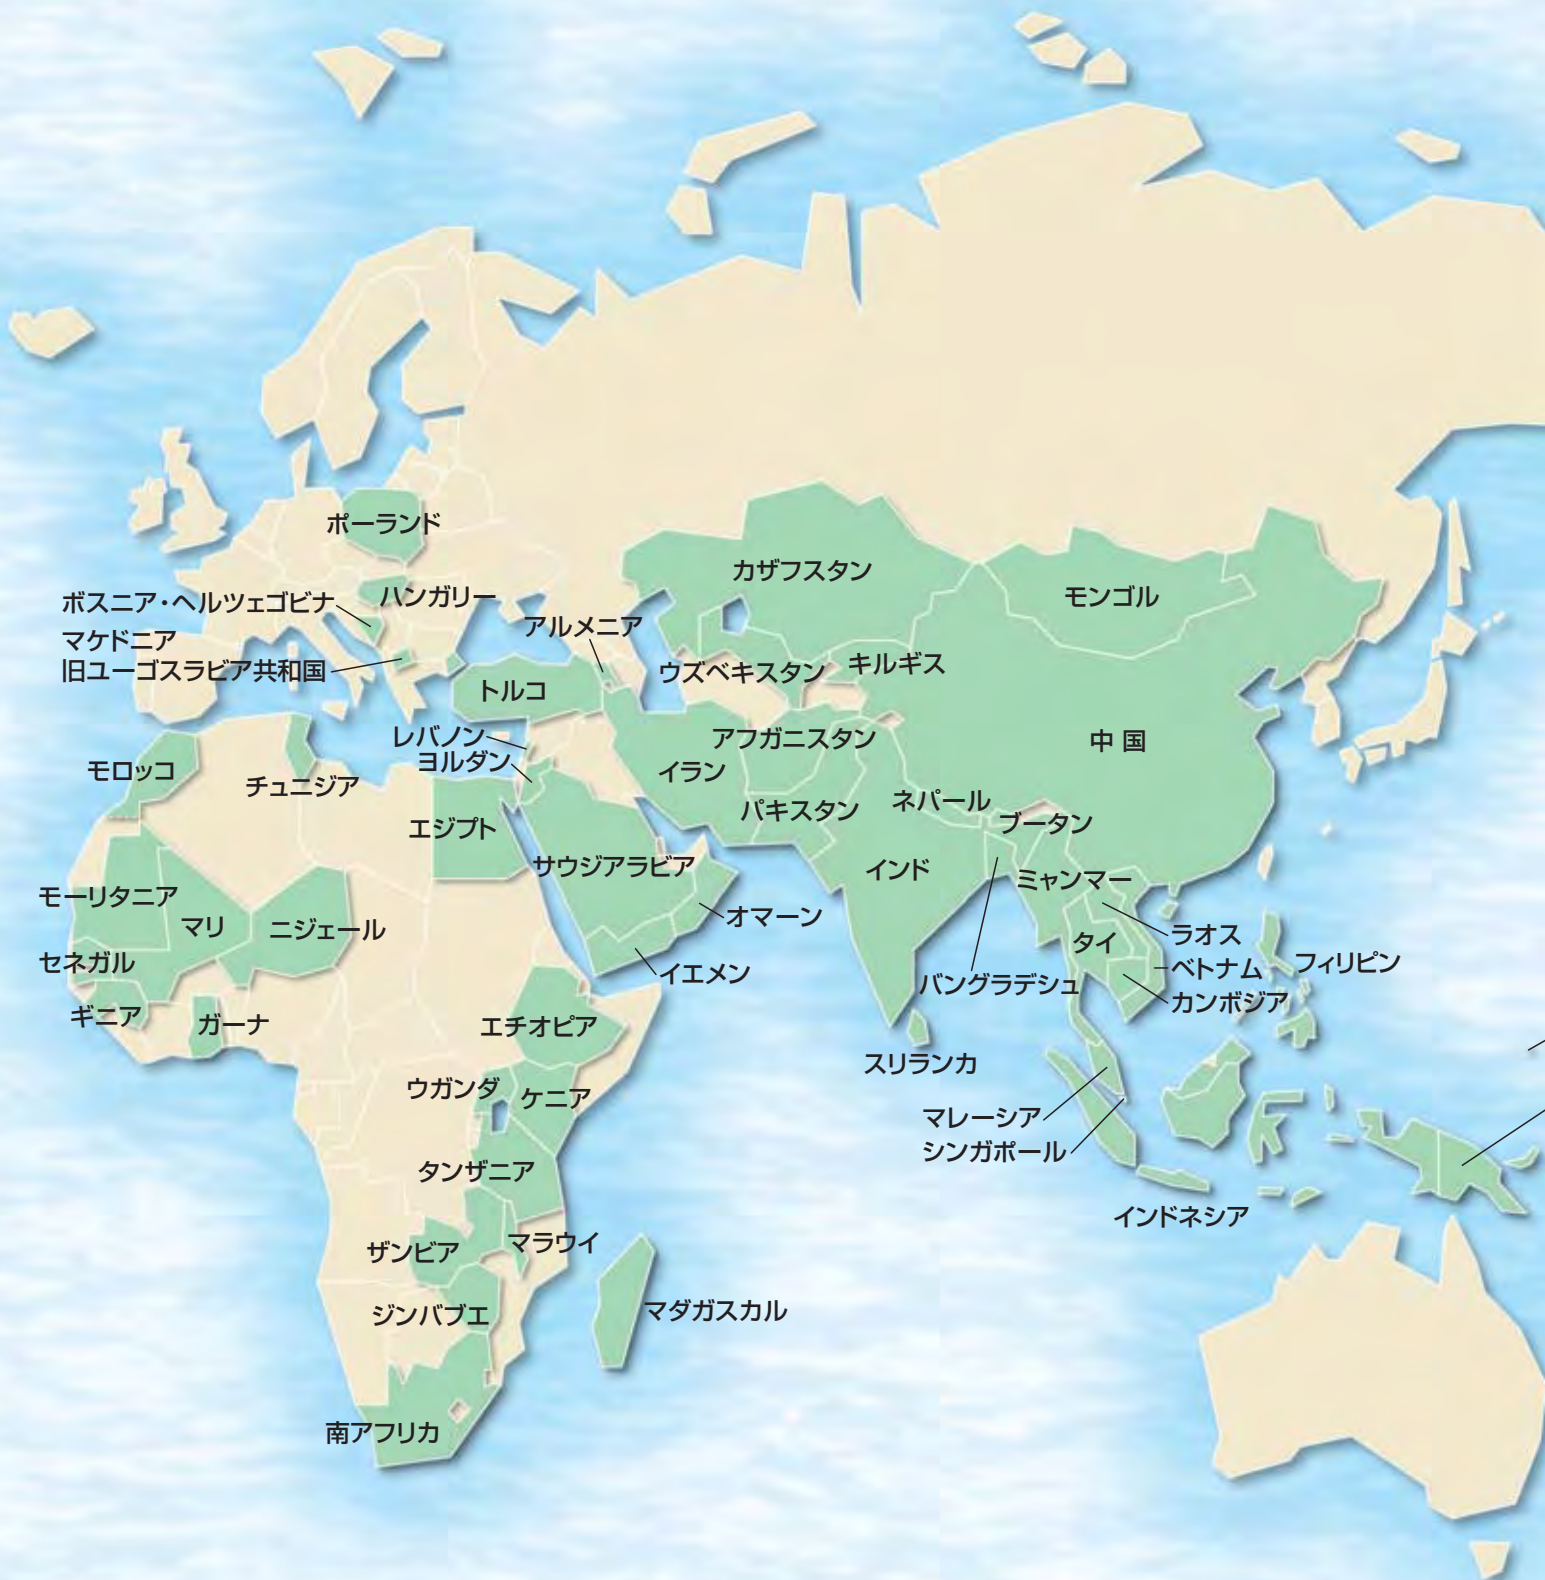 ポーランド
ハンガリー
ボスニア・ヘルツェゴビナ
マケドニア
旧ユーゴスラビア共和国
アルメニア
トルコ
カザフスタン
モンゴル
ウズベキスタン
キルギス
レバノン
ヨルダン
アフガニスタン
イラン
パキスタン
中国
ネパール
ブータン
モロッコ
チュニジア
エジプト
サウジアラビア
インド
ミャンマー
モーリタニア
マリ
ニジェール
オマーン
タイ
ラオス
ベトナム
カンボジア
フィリピン
セネガル
イエメン
バングラデシュ
ギニア
ガーナ
エチオピア
スリランカ
ウガンダ
ケニア
マレーシア
シンガポール
タンザニア
インドネシア
ザンビア
マラウイ
ジンバブエ
マダガスカル
南アフリカ